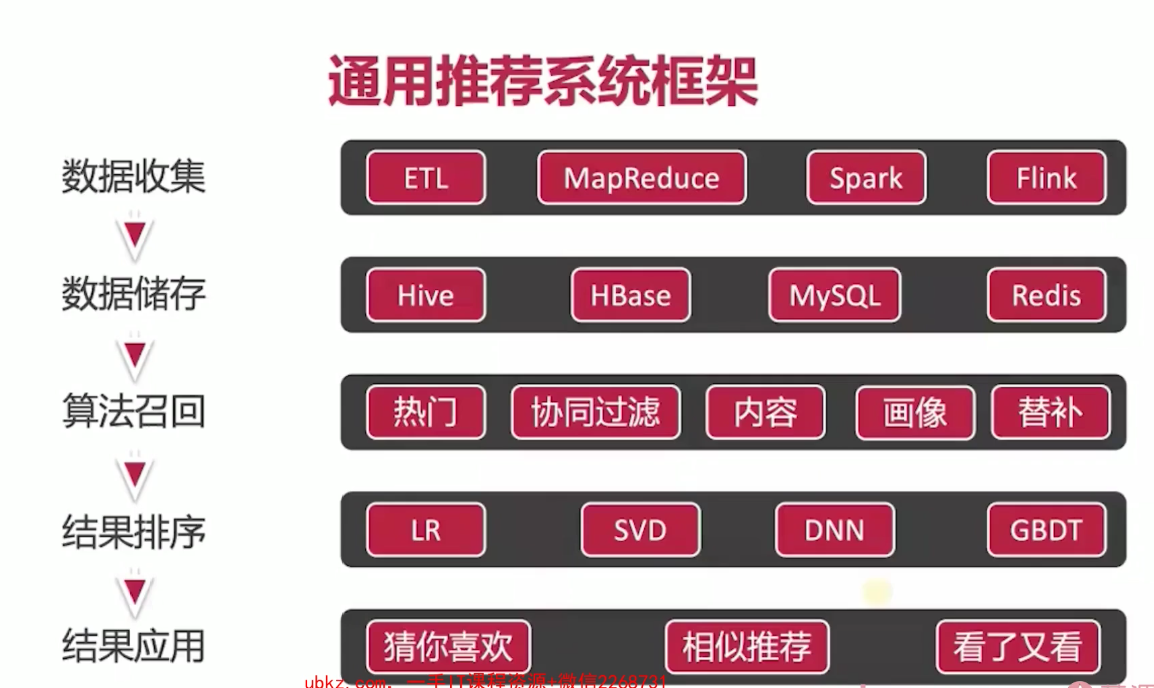 通用推荐系统框架
数据收集 ETL MapReduce Spark Flink
数据储存 Hive HBase MySQL Redis
算法召回 热门 协同过滤 内容 画像 替补
结果排序 LR SVD DNN GBDT
结果应用 猜你喜欢 相似推荐 看了又看
ubkz.com, 一手IT课程资源+微信2268731